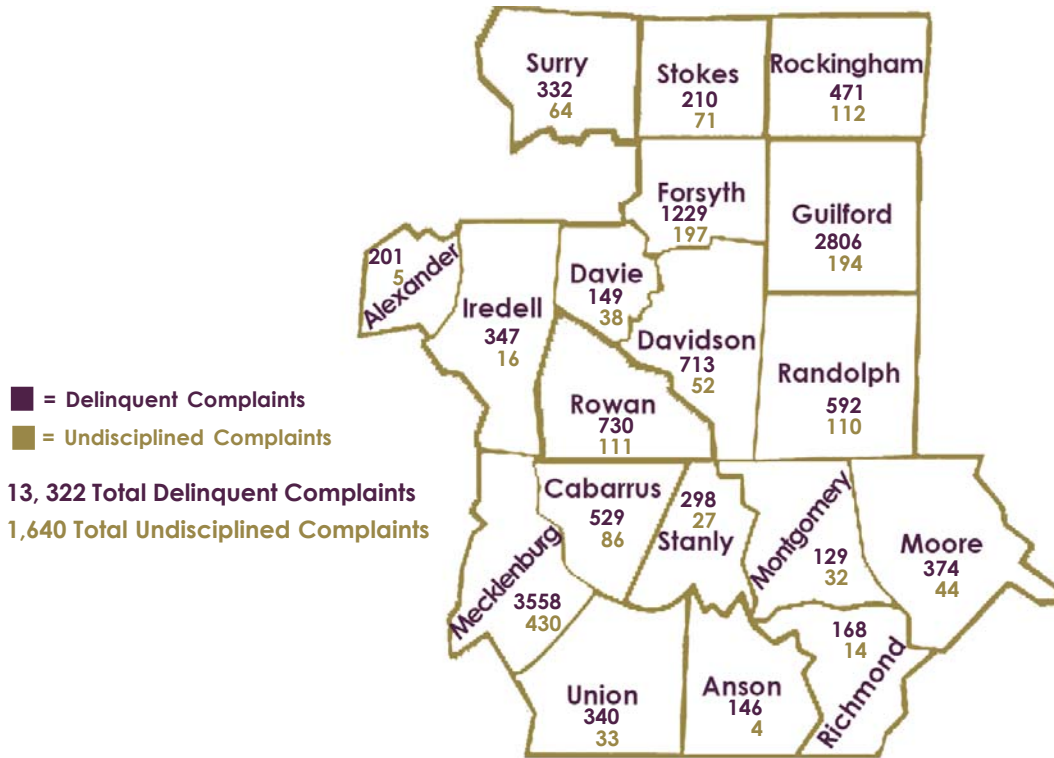 Surry
332
64
Stokes
210
71
Rockingham
471
112
Forsyth
1229
197
Guilford
2806
194
201
5
Alexander
Iredell
347
16
Davie
149
38
Davidson
713
52
Randolph
592
110
Rowan
730
111
= Delinquent Complaints
= Undisciplined Complaints
13, 322 Total Delinquent Complaints
1,640 Total Undisciplined Complaints
Cabarrus
529
86
298
27
Stanly
Montgomery
129
32
Moore
374
44
Mecklenburg
3558
430
168
14
Richmond
Union
340
33
Anson
146
4